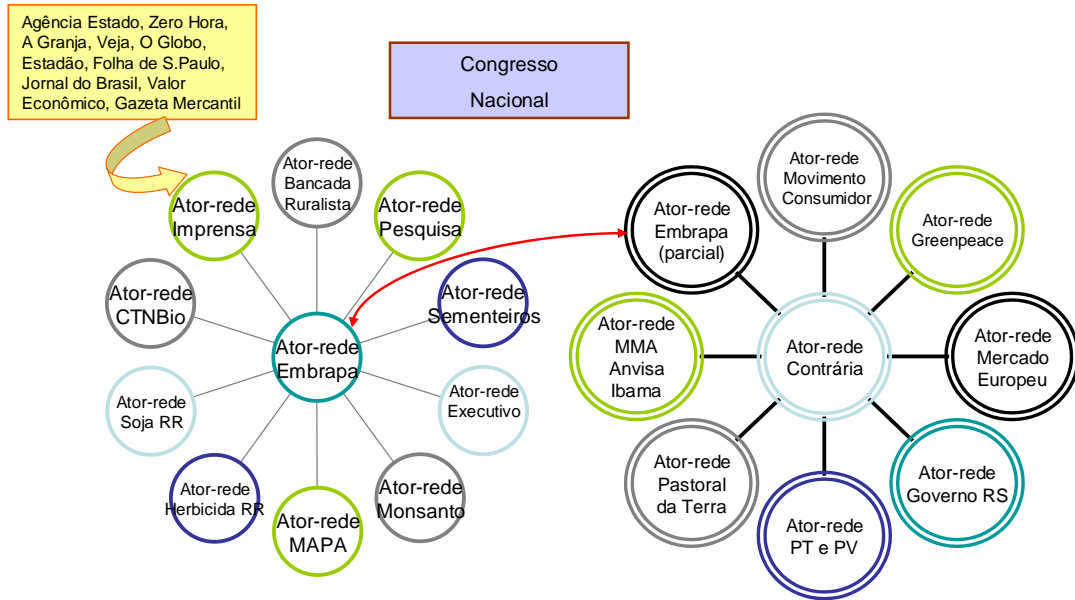 Agência Estado, Zero Hora,
A Granja, Veja, O Globo,
Estadão, Folha de S.Paulo,
Jornal do Brasil, Valor
Econômico, Gazeta Mercantil
Congresso
Nacional
Ator-rede
Bancada
Ruralista
Ator-rede
Imprensa
Ator-rede
Pesquisa
Ator-rede
CTNBio
Ator-rede
Sementeiros
Ator-rede
Embrapa
Ator-rede
Soja RR
Ator-rede
Executivo
Ator-rede
Herbicida RR
Ator-rede
Monsanto
Ator-rede
MAPA
Ator-rede
Movimento
Consumidor
Ator-rede
Embrapa
(parcial)
Ator-rede
Greenpeace
Ator-rede
MMA
Anvisa
Ibama
Ator-rede
Contrária
Ator-rede
Mercado
Europeu
Ator-rede
Pastoral
da Terra
Ator-rede
Governo RS
Ator-rede
PT e PV